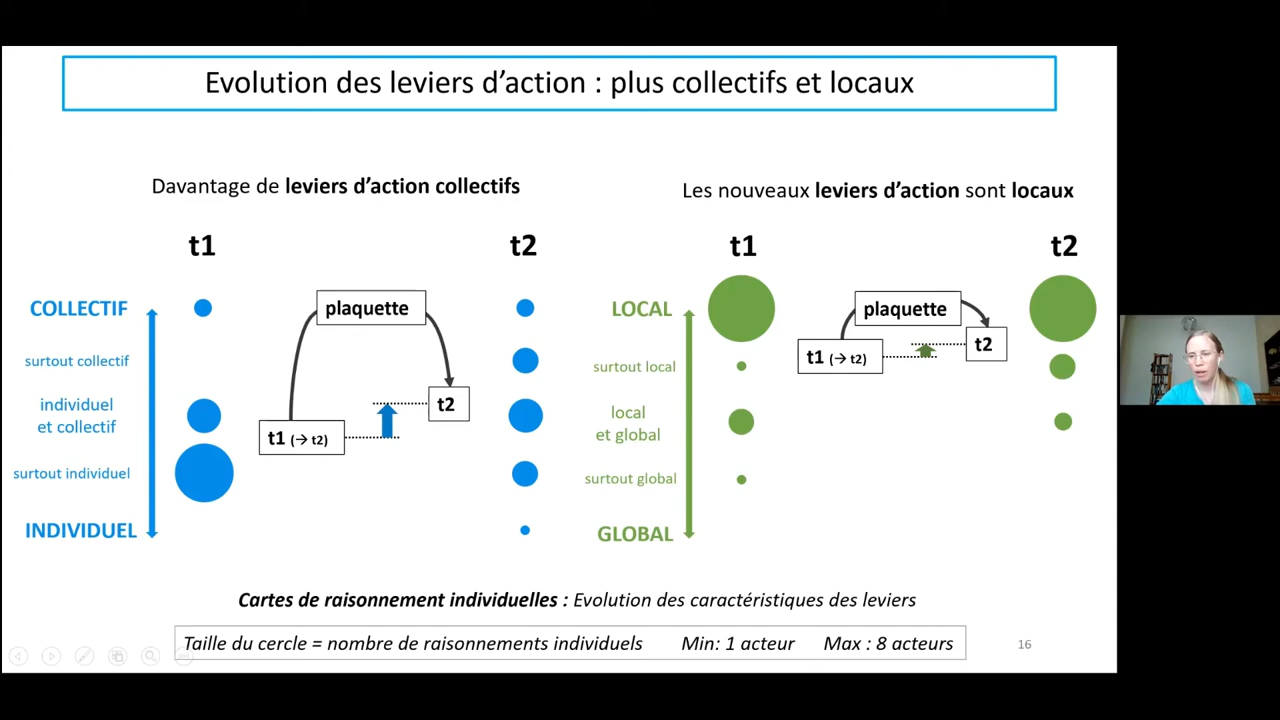 Evolution des leviers d’action : plus collectifs et locaux
Davantage de leviers d’action collectifs
t1
t2
COLLECTIF
surtout collectif
individuel
et collectif
surtout individuel
INDIVIDUEL
plaquette
t1 (→ t2)
t2
Les nouveaux leviers d’action sont locaux
t1
t2
LOCAL
surtout local
local
et global
surtout global
GLOBAL
plaquette
t1 (→ t2)
t2
Cartes de raisonnement individuelles : Evolution des caractéristiques des leviers
Taille du cercle = nombre de raisonnements individuels Min: 1 acteur Max : 8 acteurs
16